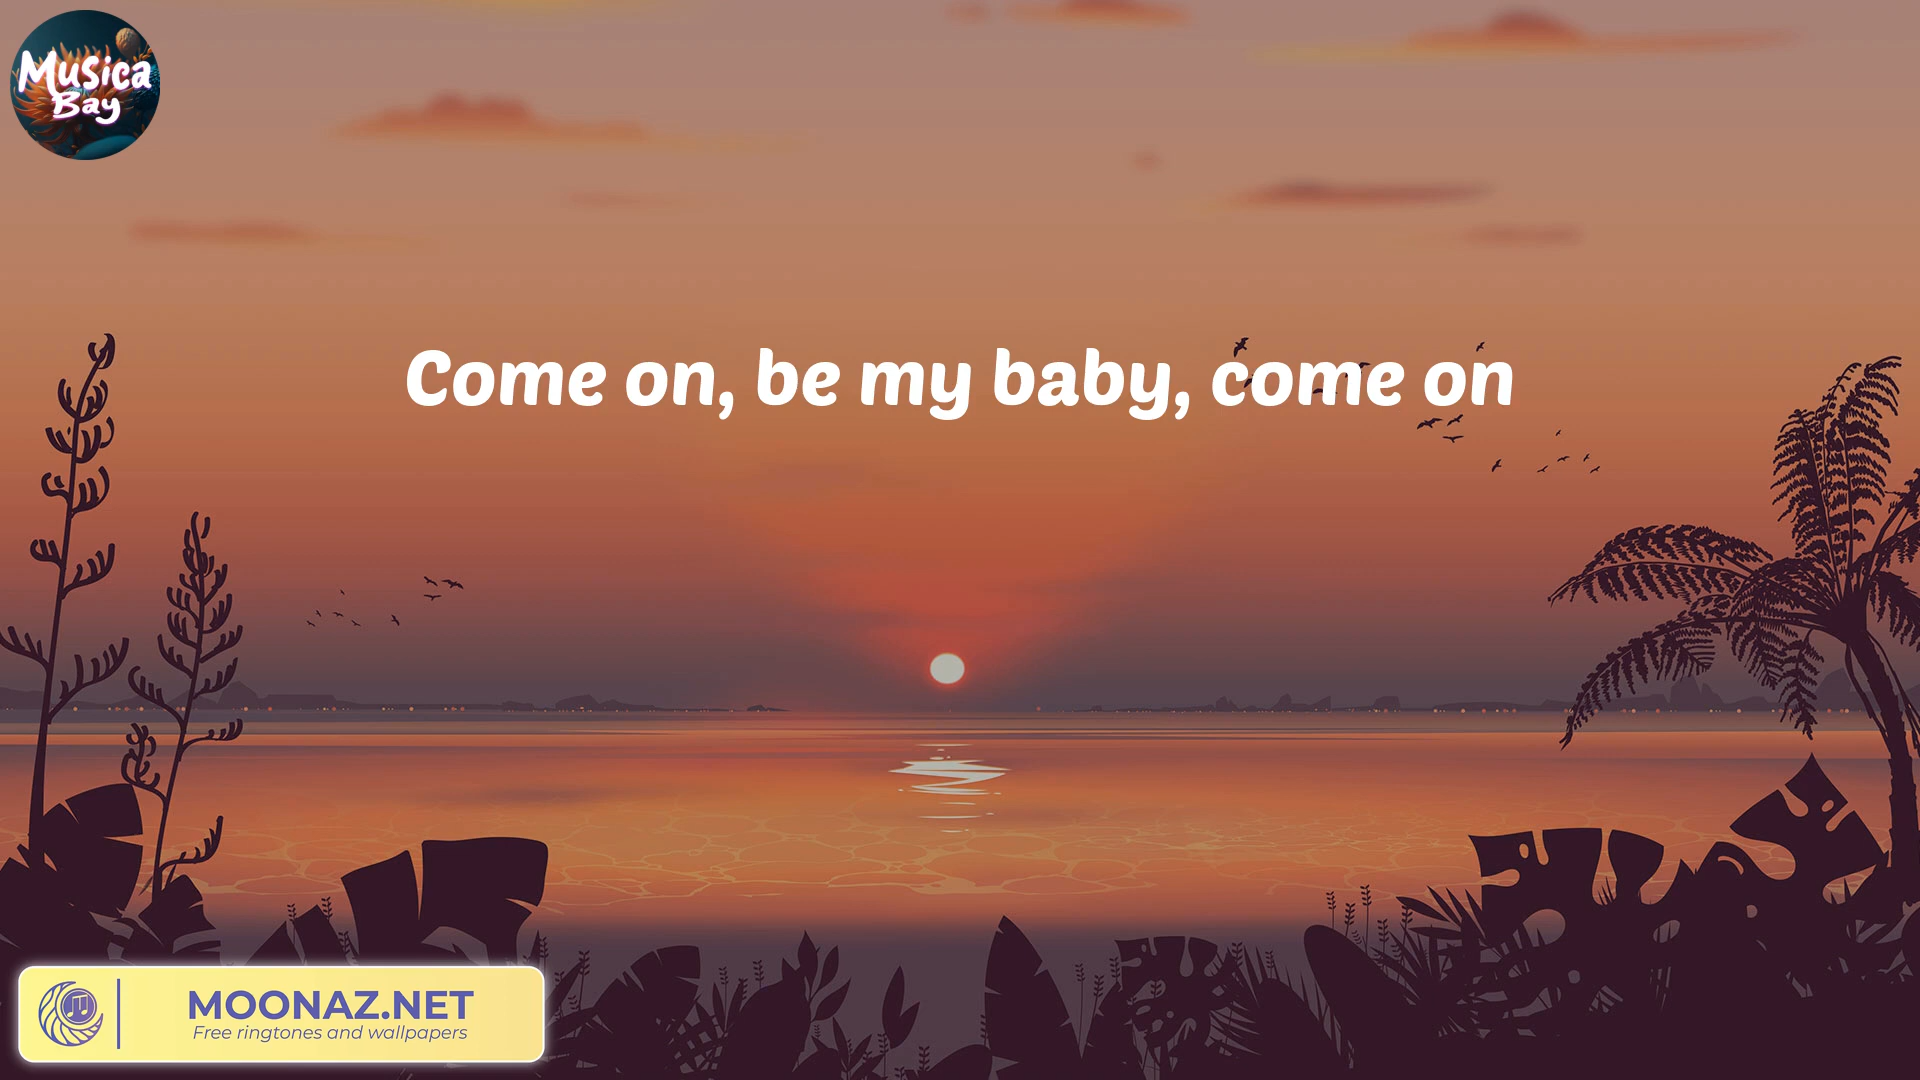 Musica
Bay
Come on, be my baby, come on
MOONAZ.NET
Free ringtones and wallpapers